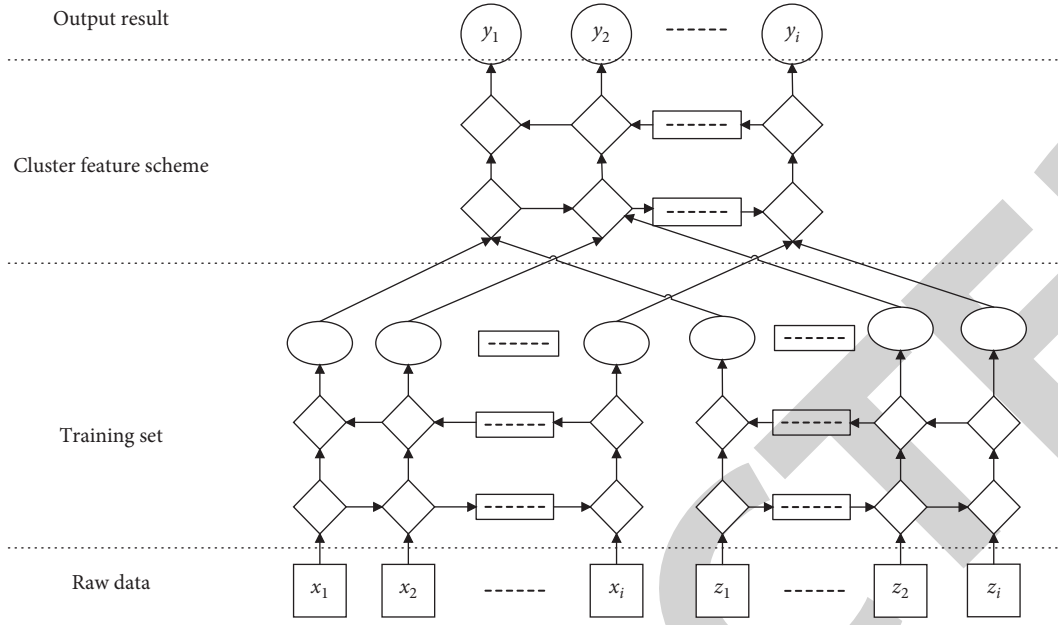 Output result
y1 y2 yi
Cluster feature scheme
Training set
Raw data
x1 x2 xi z1 z2 zi